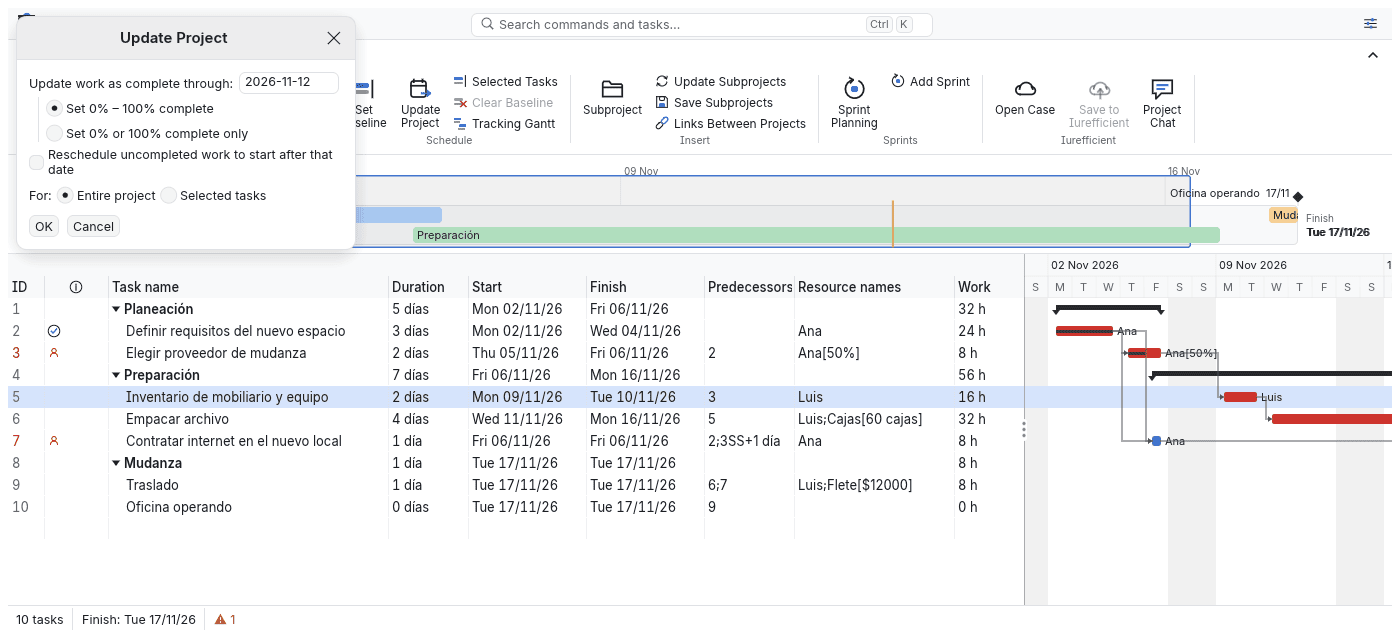 Search commands and tasks... Ctrl K
Update Project
Update work as complete through: 2026-11-12
Set 0% – 100% complete
Set 0% or 100% complete only
Reschedule uncompleted work to start after that
date
For: Entire project Selected tasks
OK Cancel
Set
seline
Update
Project
Selected Tasks
Clear Baseline
Tracking Gantt
Schedule
Subproject
Update Subprojects
Save Subprojects
Links Between Projects
Insert
Sprint
Planning
Add Sprint
Sprints
Open Case
Save to
Iurefficient
Project
Chat
Iurefficient
09 Nov 16 Nov
Oficina operando 17/11
Muda
Preparación
Finish
Tue 17/11/26
02 Nov 2026 09 Nov 2026 1
ID Task name Duration Start Finish Predecessors Resource names Work S M T W T F S S M T W T F S S
1 Planeación 5 días Mon 02/11/26 Fri 06/11/26 32 h
2 Definir requisitos del nuevo espacio 3 días Mon 02/11/26 Wed 04/11/26 Ana 24 h Ana
3 Elegir proveedor de mudanza 2 días Thu 05/11/26 Fri 06/11/26 2 Ana[50%] 8 h Ana[50%]
4 Preparación 7 días Fri 06/11/26 Mon 16/11/26 56 h
5 Inventario de mobiliario y equipo 2 días Mon 09/11/26 Tue 10/11/26 3 Luis 16 h Luis
6 Empacar archivo 4 días Wed 11/11/26 Mon 16/11/26 5 Luis;Cajas[60 cajas] 32 h
7 Contratar internet en el nuevo local 1 día Fri 06/11/26 Fri 06/11/26 2;3SS+1 día Ana 8 h Ana
8 Mudanza 1 día Tue 17/11/26 Tue 17/11/26 8 h
9 Traslado 1 día Tue 17/11/26 Tue 17/11/26 6;7 Luis;Flete[$12000] 8 h
10 Oficina operando 0 días Tue 17/11/26 Tue 17/11/26 9 0 h
10 tasks Finish: Tue 17/11/26 1